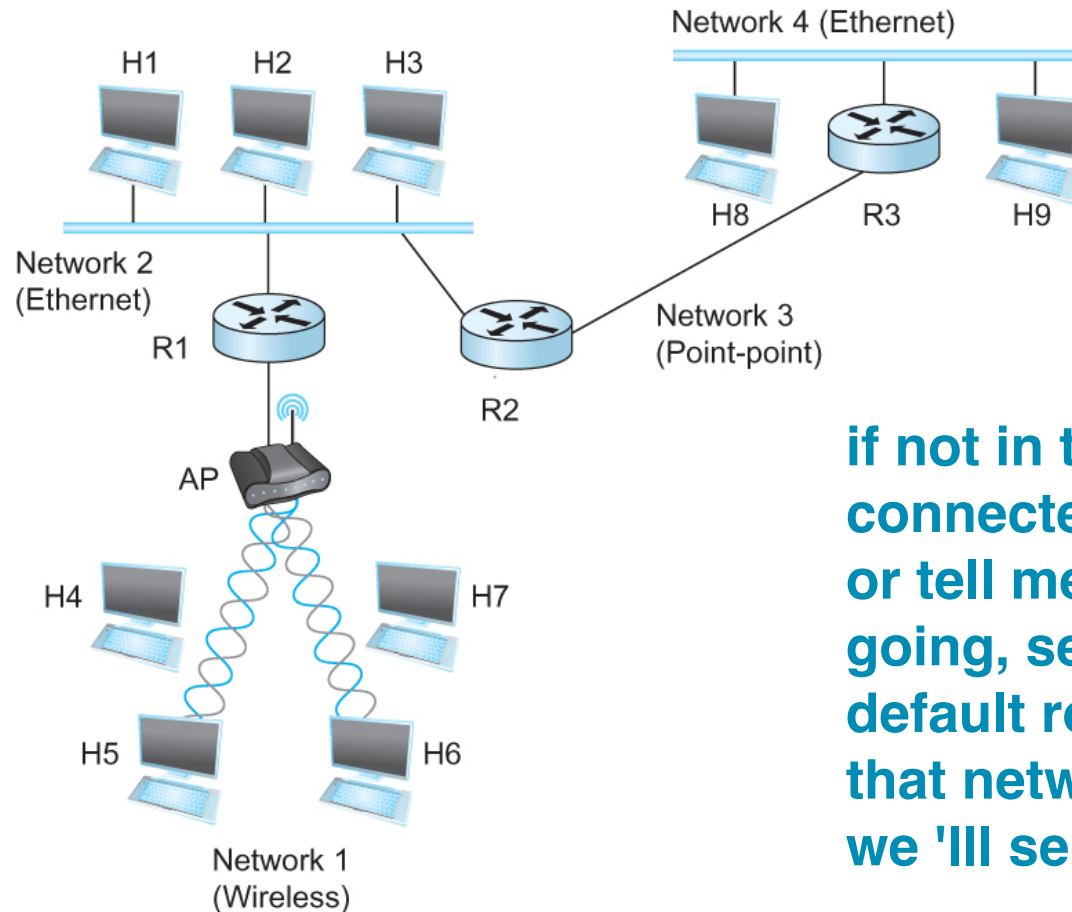 Network 4 (Ethernet)
H1 H2 H3
H8 R3 H9
Network 2
(Ethernet)
R1
Network 3
(Point-point)
R2
AP
H4 H7
H5 H6
Network 1
(Wireless)
if not in
connecte
or tell me
going, se
default
that
we 'lll se